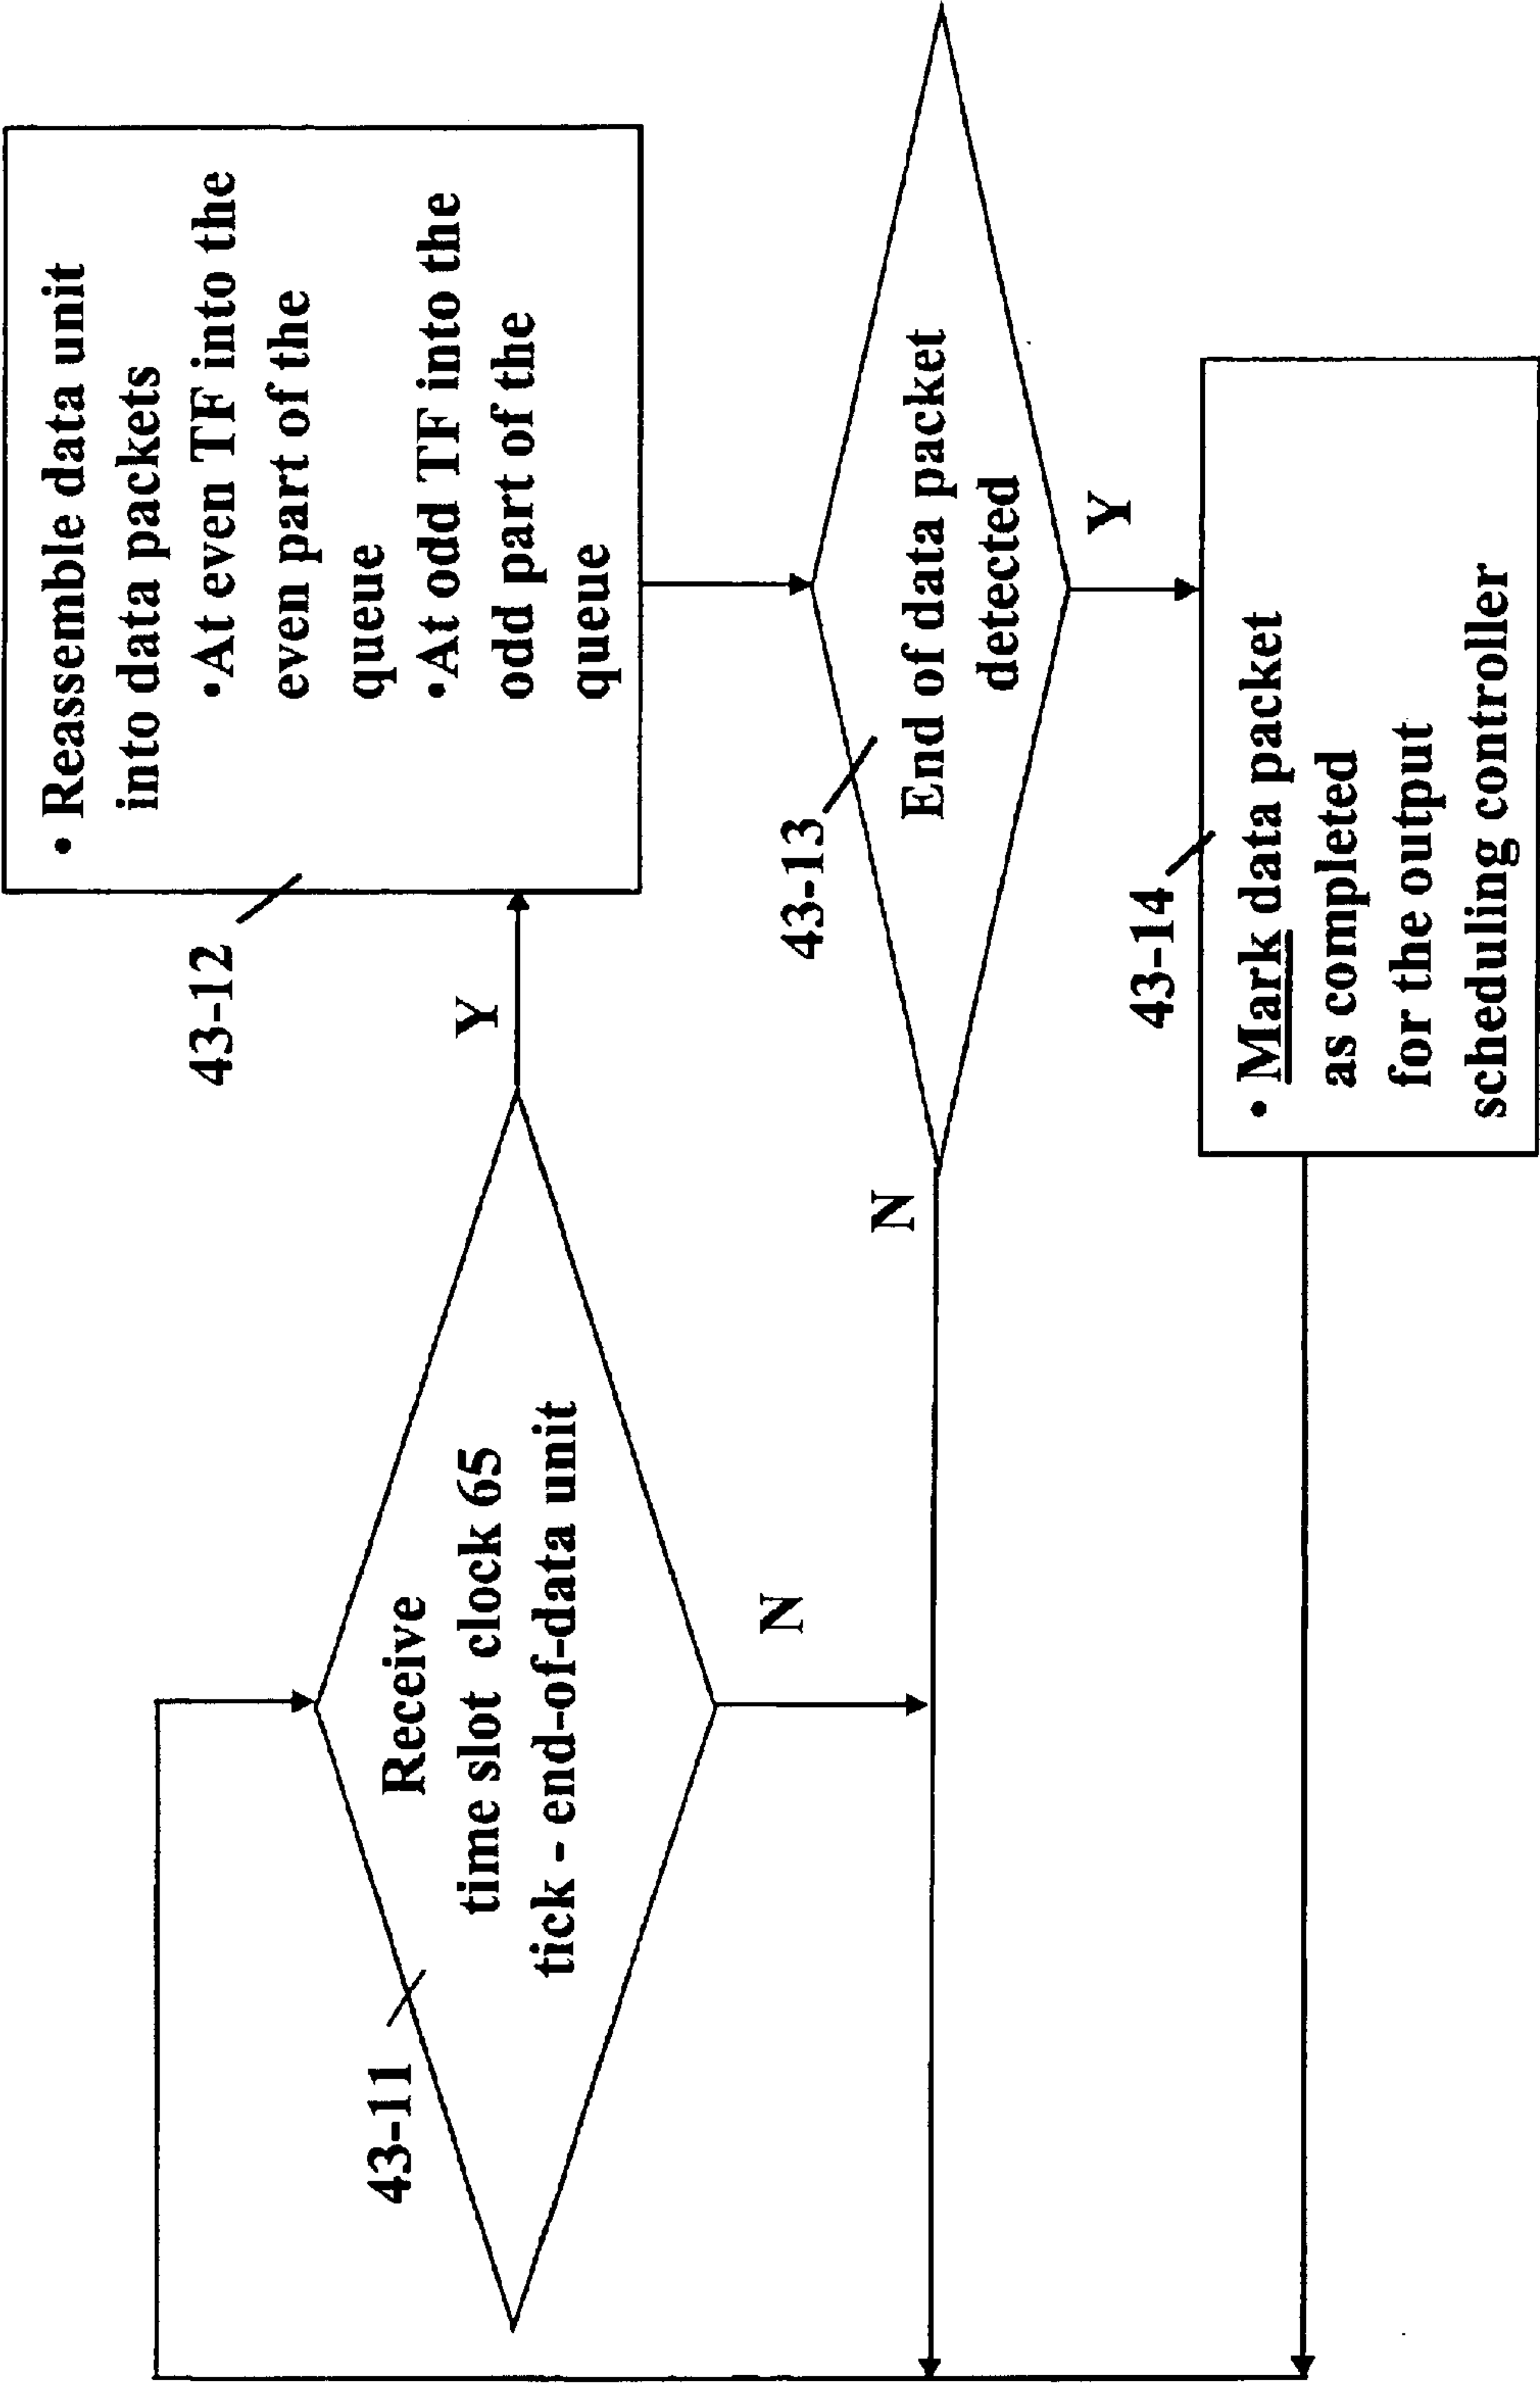 43-11
Receive
time slot clock 65
tick - end-of-data unit
Y
N
43-12
• Reassemble data unit
into data packets
•At even TF into the
even part of the
queue
•At odd TF into the
odd part of the
queue
43-13
End of data packet
detected
N
Y
43-14
• Mark data packet
as completed
for the output
scheduling controller